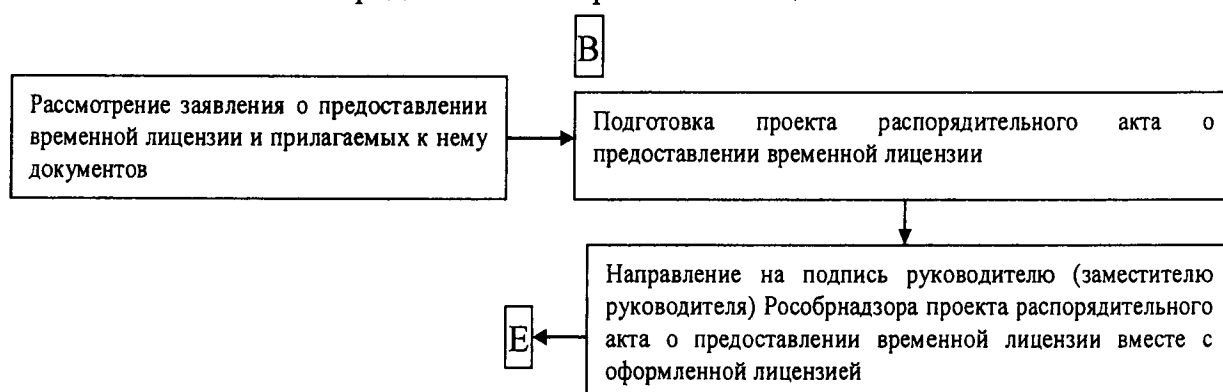 В
Рассмотрение заявления о предоставлении
временной лицензии и прилагаемых к нему
документов
Подготовка проекта распорядительного акта о
предоставлении временной лицензии
Направление на подпись руководителю (заместителю
руководителя) Рособрнадзора проекта распорядительного
акта о предоставлении временной лицензии вместе с
оформленной лицензией
Е